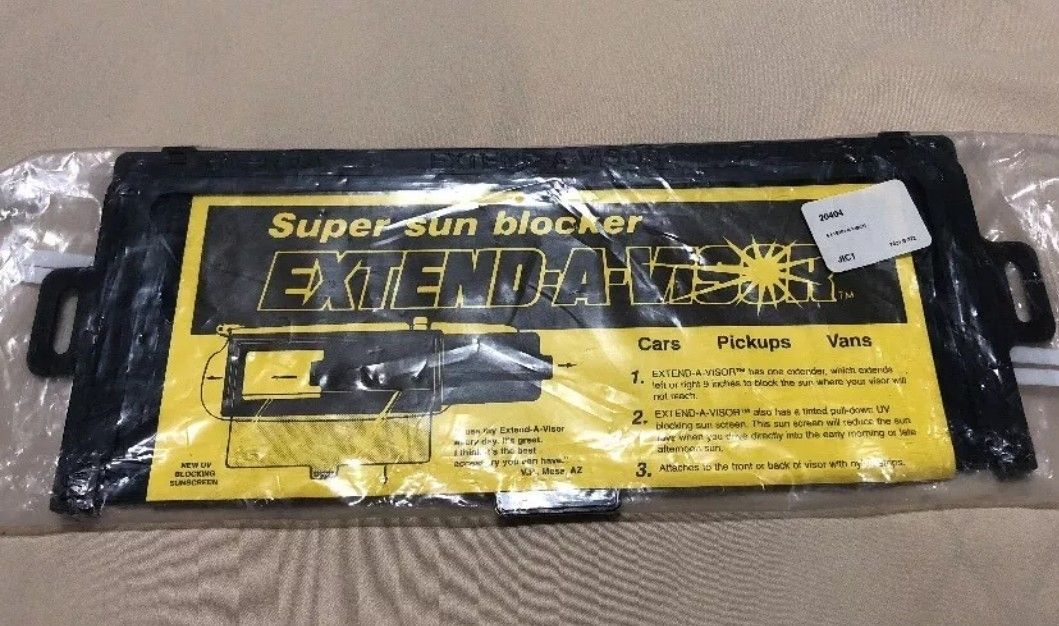 EXTEND-A-VISOR
20404
JIC1
Super sun blocker
EXTEND-A-VISOR™
Cars Pickups Vans
1. EXTEND-A-VISOR™ has one extender, which extends
left or right 9 inches to block the sun where your visor will
not reach.
2. EXTEND-A-VISOR™ also has a tinted pull-down UV
blocking sun screen. This sun screen will reduce the sun
when you drive directly into the early morning or late
afternoon sun.
3. Attaches to the front or back of visor with
my Extend-A-Visor
every day. It's great.
I think it's the best
accessory you can have."
V.P., Mesa, AZ
NEW UV
BLOCKING
SUNSCREEN